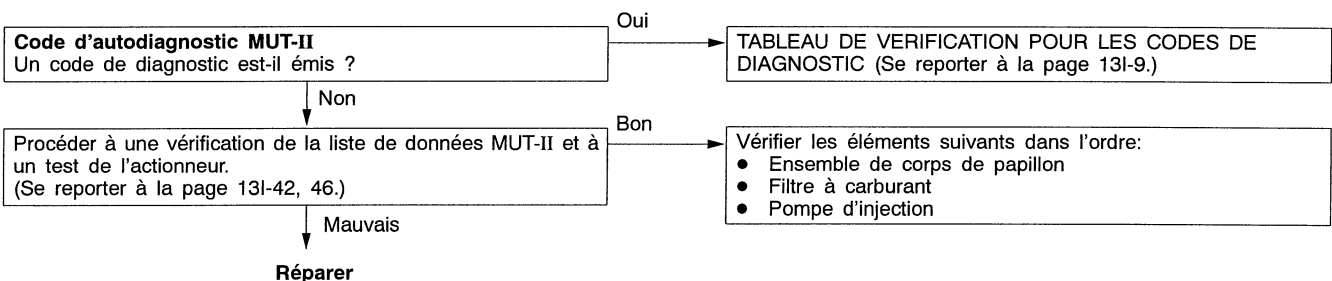 Code d'autodiagnostic MUT-II
Un code de diagnostic est-il émis ?
Oui
TABLEAU DE VERIFICATION POUR LES CODES DE
DIAGNOSTIC (Se reporter à la page 13I-9.)
Non
Procéder à une vérification de la liste de données MUT-II et à
un test de l'actionneur.
(Se reporter à la page 13I-42, 46.)
Bon
Vérifier les éléments suivants dans l'ordre:
● Ensemble de corps de papillon
● Filtre à carburant
● Pompe d'injection
Mauvais
Réparer